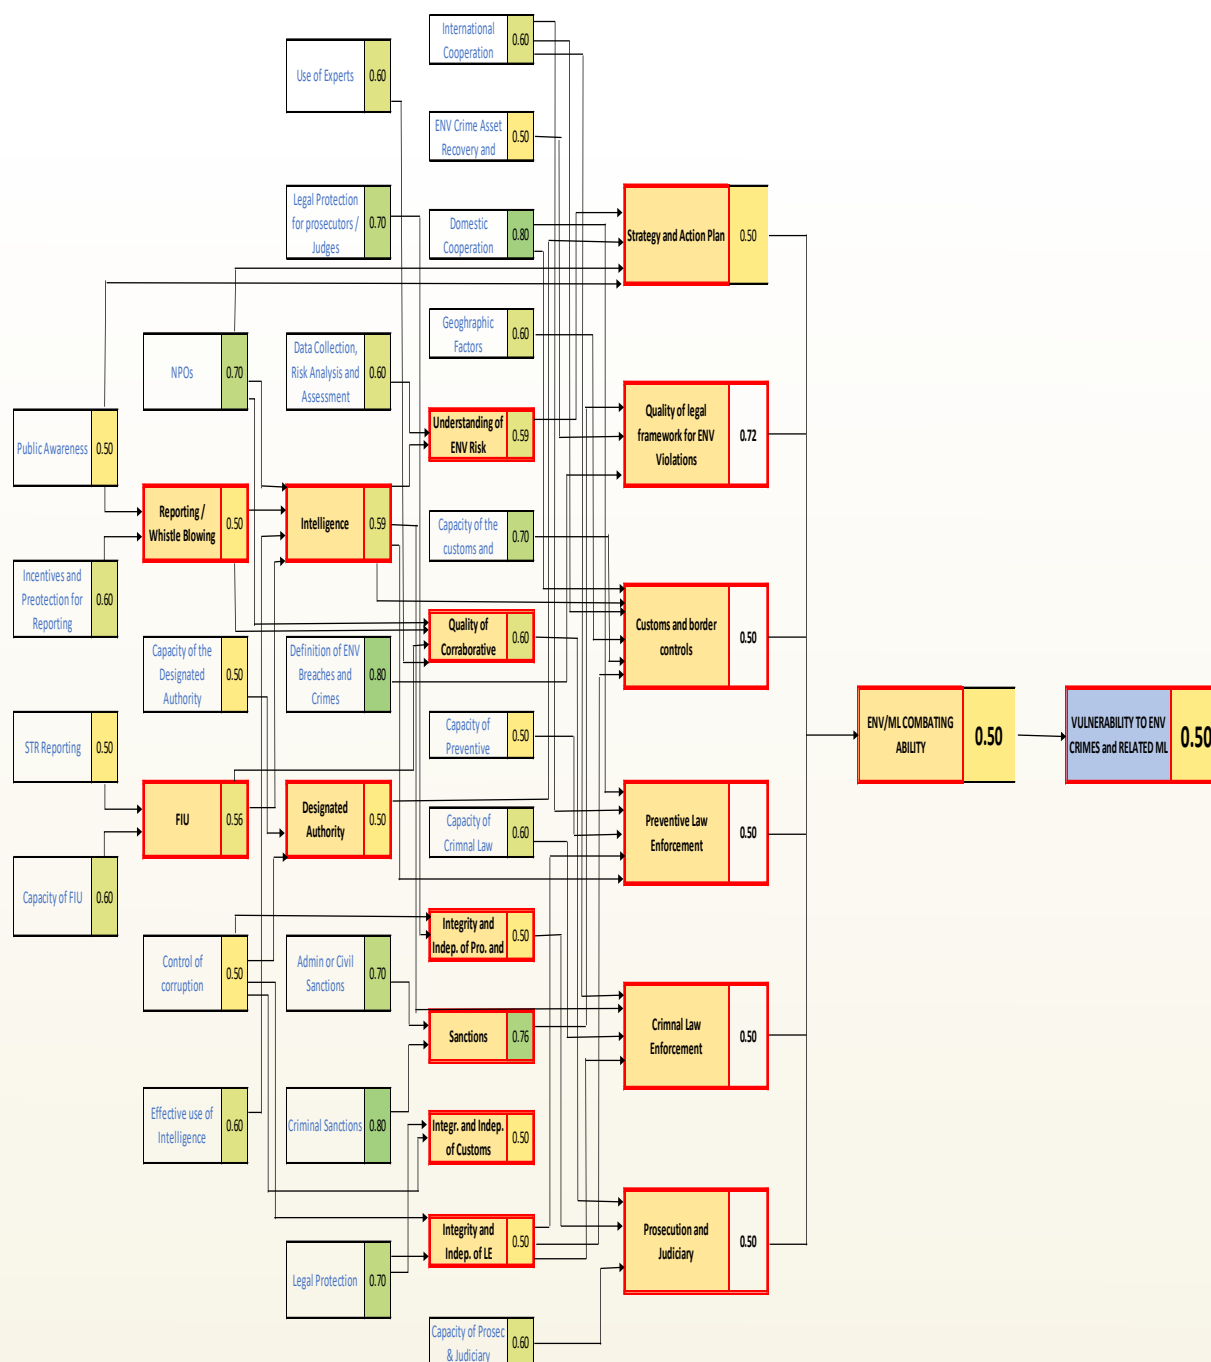 International
Cooperation
0.60
Use of Experts
0.60
ENV Crime Asset
Recovery and
0.50
Legal Protection
for prosecutors /
Judges
0.70
Domestic
Cooperation
0.80
Strategy and Action Plan
0.50
Geoghraphic
Factors
0.60
NPOs
0.70
Data Collection,
Risk Analysis and
Assessment
0.60
Quality of legal
framework for ENV
Violations
0.72
Public Awareness
0.50
Understanding of
ENV Risk
0.59
Reporting /
Whistle Blowing
0.50
Intelligence
0.59
Capacity of the
customs and
0.70
Incentives and
Preotection for
Reporting
0.60
Customs and border
controls
0.50
Quality of
Corraborative
0.60
Capacity of the
Designated
Authority
0.50
Definition of ENV
Breaches and
Crimes
0.80
STR Reporting
0.50
Capacity of
Preventive
0.50
ENV/ML COMBATING
ABILITY
0.50
VULNERABILITY TO ENV
CRIMES and RELATED ML
0.50
FIU
0.56
Designated
Authority
0.50
Capacity of
Crimnal Law
0.60
Preventive Law
Enforcement
0.50
Capacity of FIU
0.60
Integrity and
Indep. of Pro. and
0.50
Control of
corruption
0.50
Admin or Civil
Sanctions
0.70
Sanctions
0.76
Crimnal Law
Enforcement
0.50
Effective use of
Intelligence
0.60
Criminal Sanctions
0.80
Integr. and Indep.
of Customs
0.50
Integrity and
Indep. of LE
0.50
Prosecution and
Judiciary
0.50
Legal Protection
0.70
Capacity of Prosec
& Judiciary
0.60